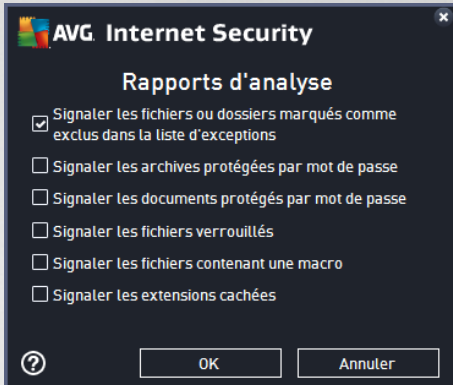 AVG Internet Security
Rapports d'analyse
Signaler les fichiers ou dossiers marqués comme
exclus dans la liste d'exceptions
Signaler les archives protégées par mot de passe
Signaler les documents protégés par mot de passe
Signaler les fichiers verrouillés
Signaler les fichiers contenant une macro
Signaler les extensions cachées
? OK Annuler